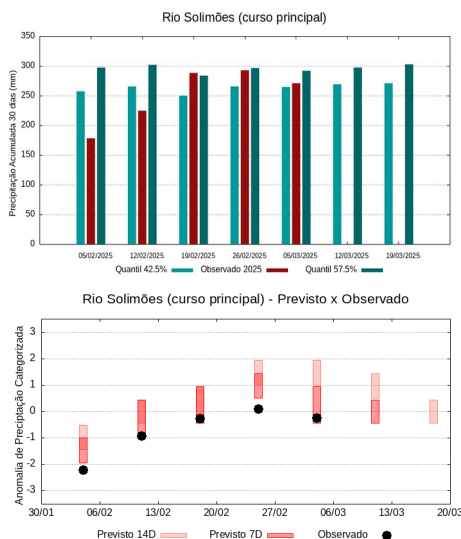 Rio Solimões (curso principal)
Precipitação Acumulada 30 dias (mm)
350
300
250
200
150
100
50
0
05/02/2025 12/02/2025 19/02/2025 26/02/2025 05/03/2025 12/03/2025 19/03/2025
Quantil 42.5% Observado 2025 Quantil 57.5%
Rio Solimões (curso principal) - Previsto x Observado
Anomalia de Precipitação Categorizada
3
2
1
0
-1
-2
-3
30/01 06/02 13/02 20/02 27/02 06/03 13/03 20/03
Previsto 14D Previsto 7D Observado